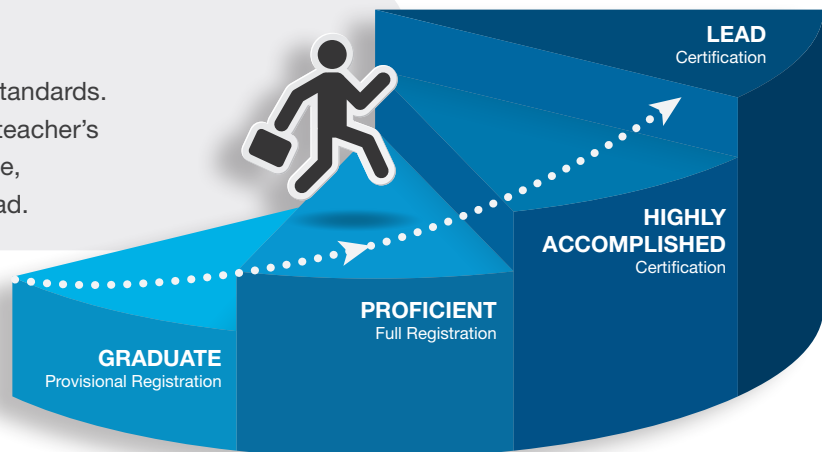 tandards.
teacher’s
e,
ad.
LEAD
Certification
HIGHLY
ACCOMPLISHED
Certification
PROFICIENT
Full Registration
GRADUATE
Provisional Registration